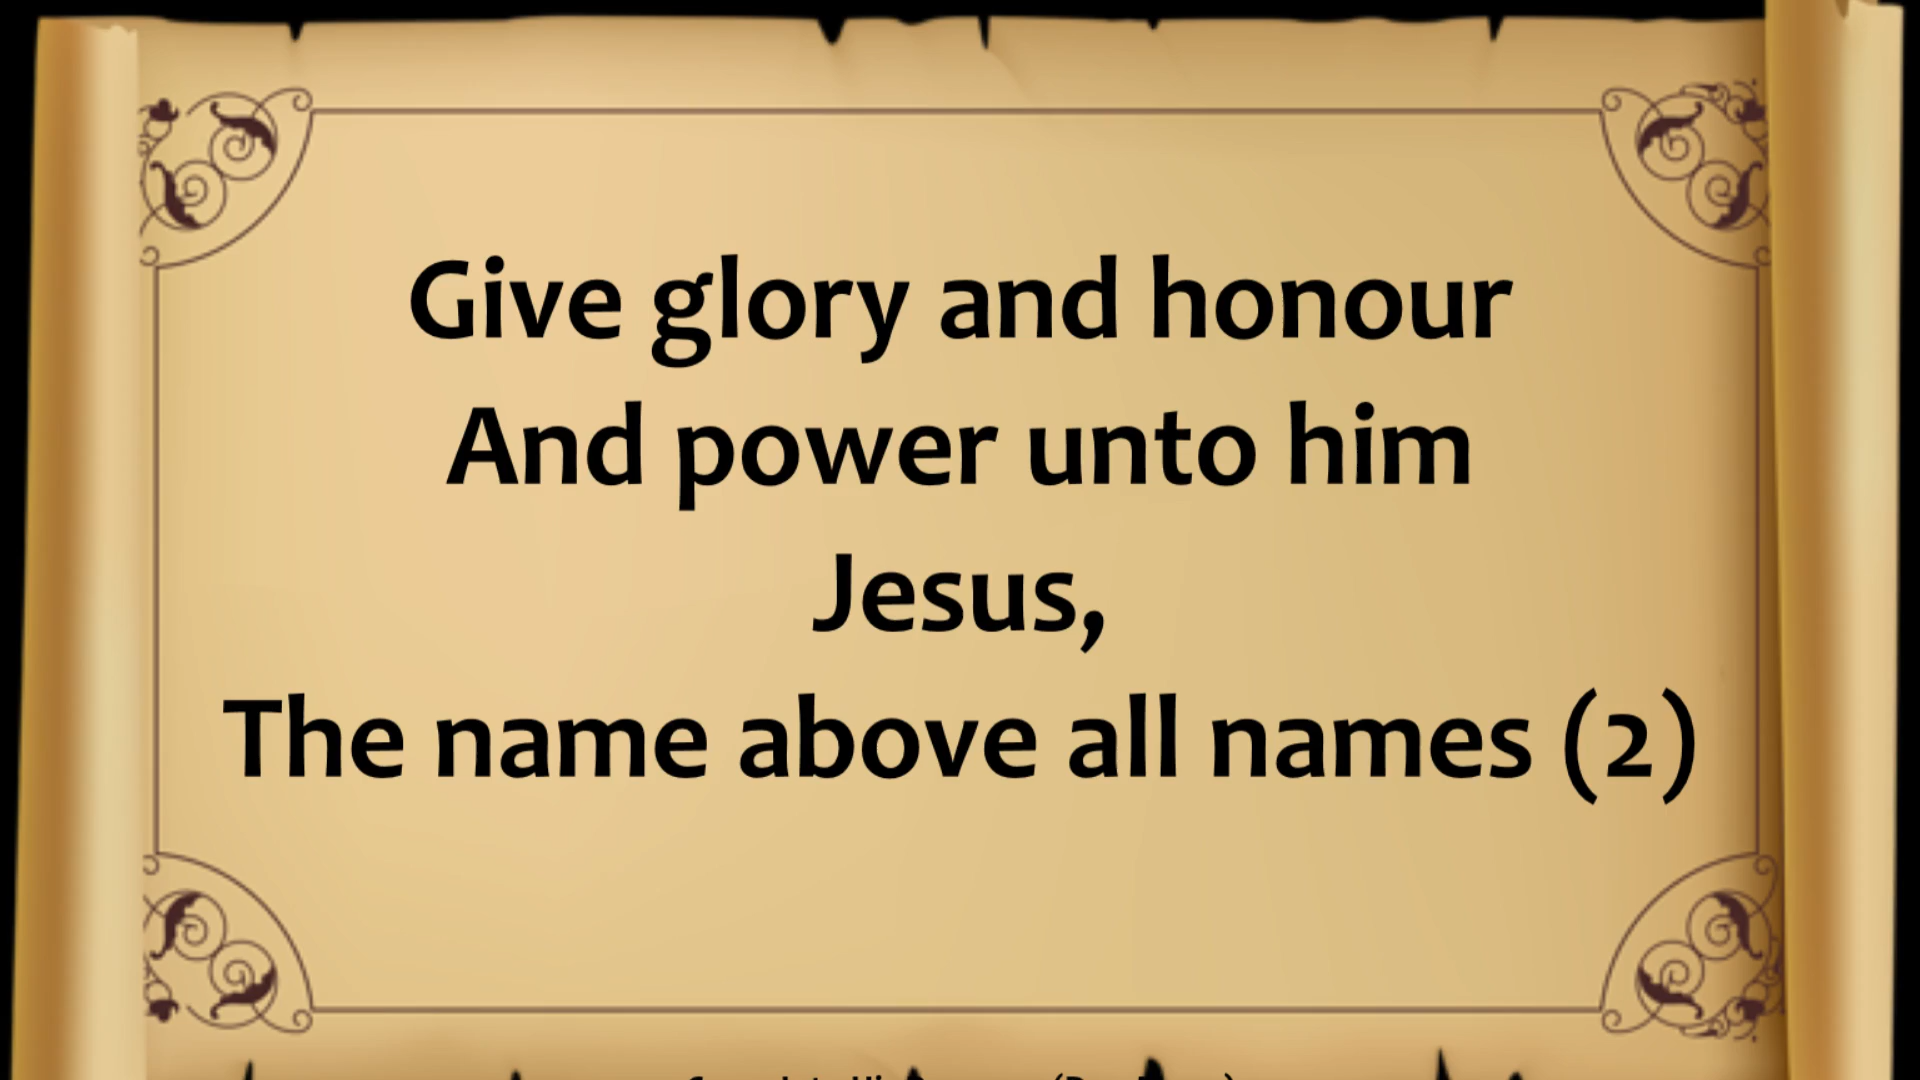 Give glory and honour
And power unto him
Jesus,
The name above all names (2)